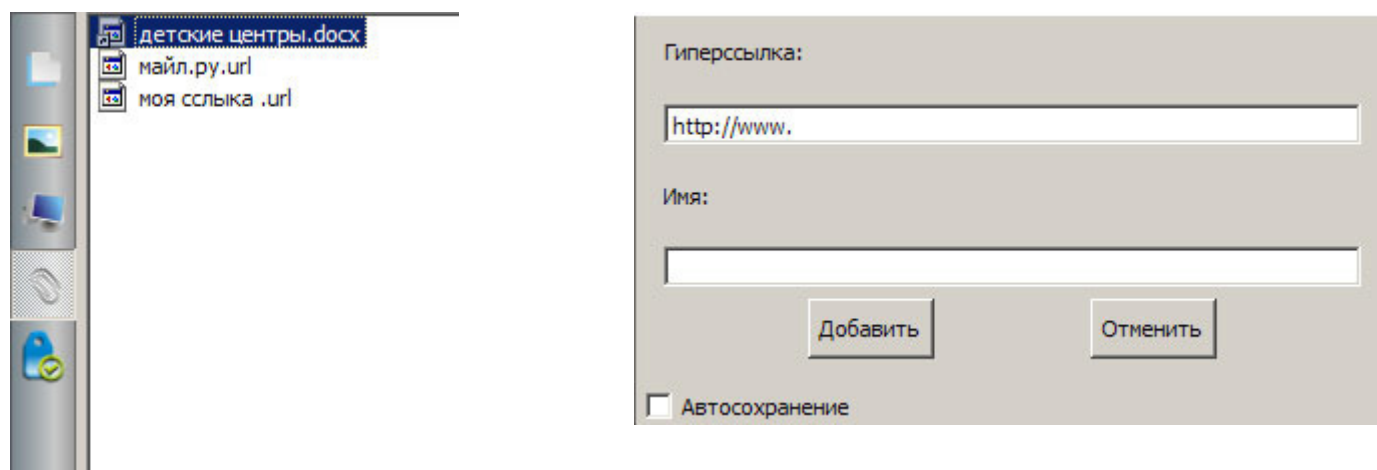 детские центры.docx
майл.ру.url
моя сслыка .url
Гиперссылка:
http://www.
Имя:
Добавить
Отменить
Автосохранение